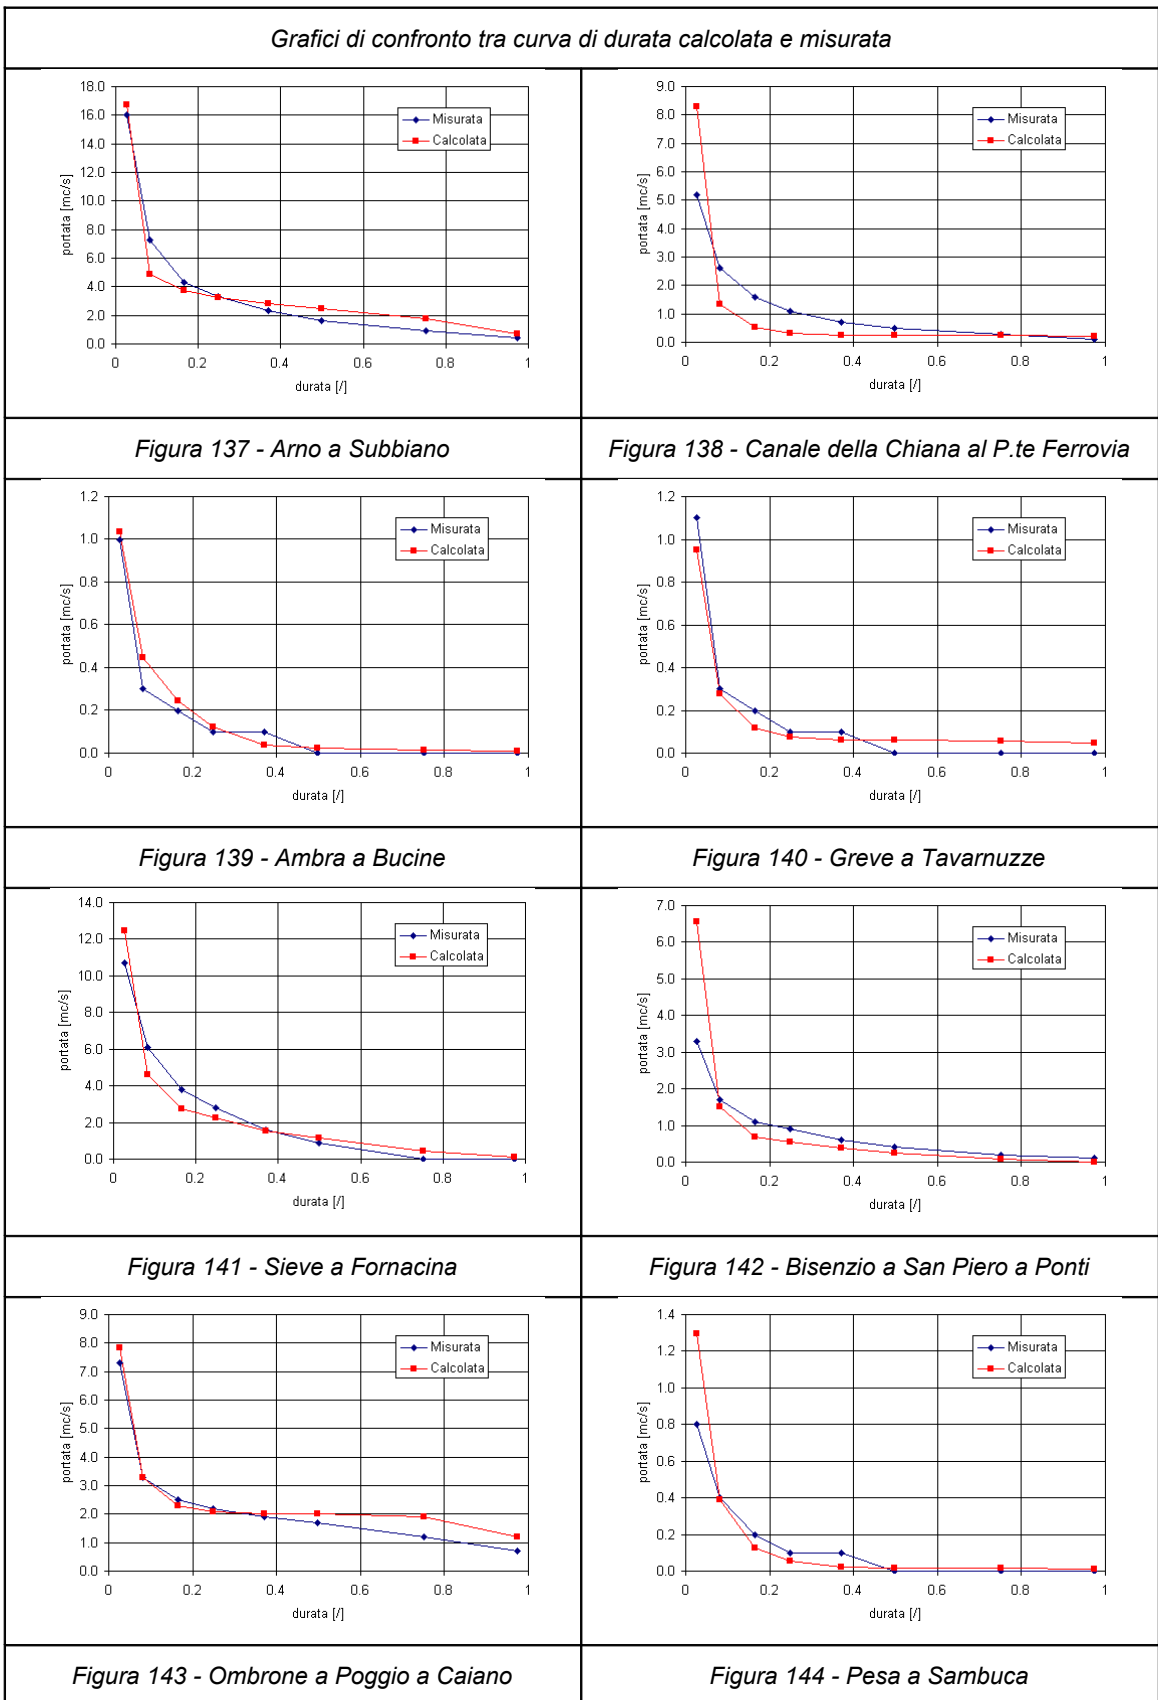 Grafici di confronto tra curva di durata calcolata e misurata
18.0
16.0
14.0
12.0
10.0
8.0
6.0
4.0
2.0
0.0
portata [mc/s]
Misurata
Calcolata
0 0.2 0.4 0.6 0.8 1
durata [/]
9.0
8.0
7.0
6.0
5.0
4.0
3.0
2.0
1.0
0.0
portata [mc/s]
Misurata
Calcolata
0 0.2 0.4 0.6 0.8 1
durata [/]
Figura 137 - Arno a Subbiano
Figura 138 - Canale della Chiana al P.te Ferrovia
1.2
1.0
0.8
0.6
0.4
0.2
0.0
portata [mc/s]
Misurata
Calcolata
0 0.2 0.4 0.6 0.8 1
durata [/]
1.2
1.0
0.8
0.6
0.4
0.2
0.0
portata [mc/s]
Misurata
Calcolata
0 0.2 0.4 0.6 0.8 1
durata [/]
Figura 139 - Ambra a Bucine
Figura 140 - Greve a Tavarnuzze
14.0
12.0
10.0
8.0
6.0
4.0
2.0
0.0
portata [mc/s]
Misurata
Calcolata
0 0.2 0.4 0.6 0.8 1
durata [/]
7.0
6.0
5.0
4.0
3.0
2.0
1.0
0.0
portata [mc/s]
Misurata
Calcolata
0 0.2 0.4 0.6 0.8 1
durata [/]
Figura 141 - Sieve a Fornacina
Figura 142 - Bisenzio a San Piero a Ponti
9.0
8.0
7.0
6.0
5.0
4.0
3.0
2.0
1.0
0.0
portata [mc/s]
Misurata
Calcolata
0 0.2 0.4 0.6 0.8 1
durata [/]
1.4
1.2
1.0
0.8
0.6
0.4
0.2
0.0
portata [mc/s]
Misurata
Calcolata
0 0.2 0.4 0.6 0.8 1
durata [/]
Figura 143 - Ombrone a Poggio a Caiano
Figura 144 - Pesa a Sambuca